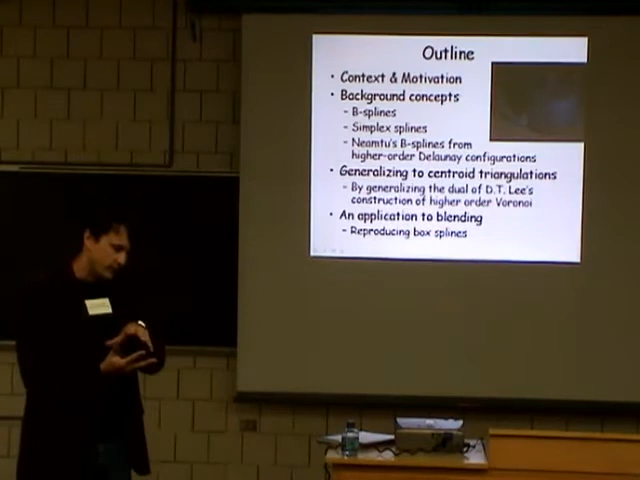 Outline
• Context & Motivation
• Background concepts
– B-splines
– Simplex splines
– Neamtu's B-splines from
higher-order Delaunay configurations
• Generalizing to centroid triangulations
– By generalizing the dual of D.T. Lee's
construction of higher order Voronoi
• An application to blending
– Reproducing box splines